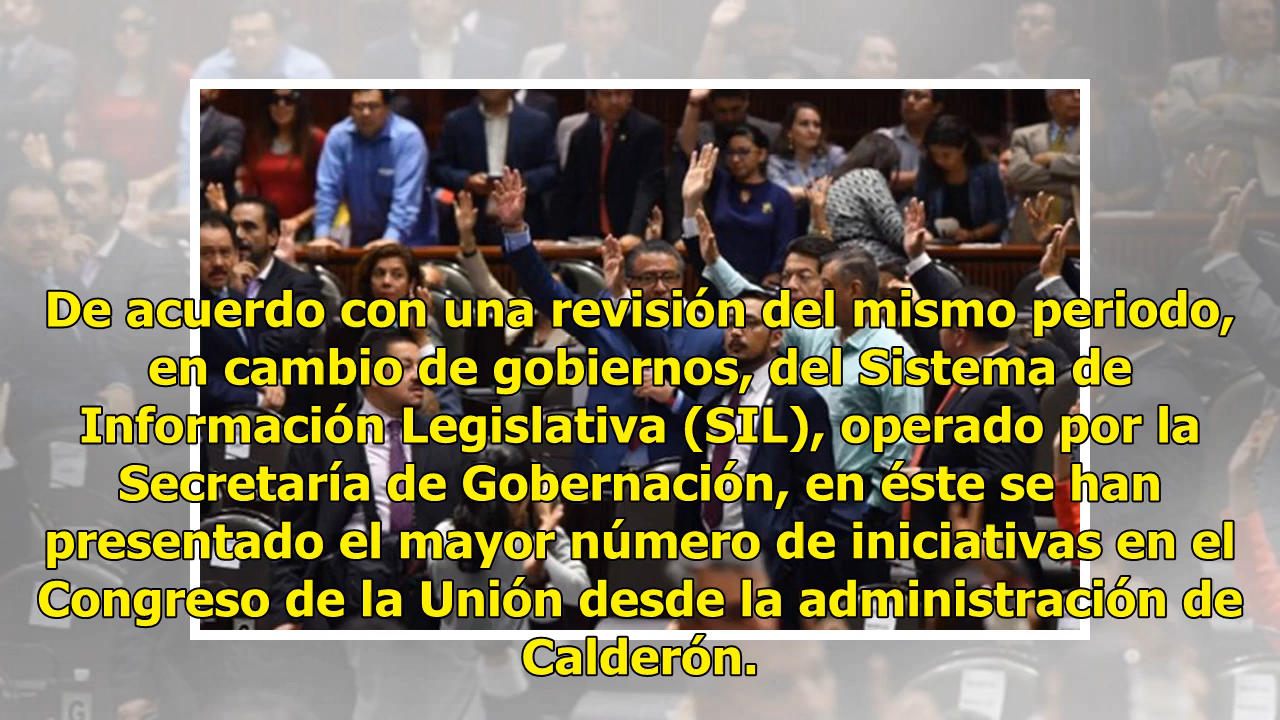 De acuerdo con una revisión del mismo periodo,
en cambio de gobiernos, del Sistema de
Información Legislativa (SIL), operado por la
Secretaría de Gobernación, en éste se han
presentado el mayor número de iniciativas en el
Congreso de la Unión desde la administración de
Calderón.